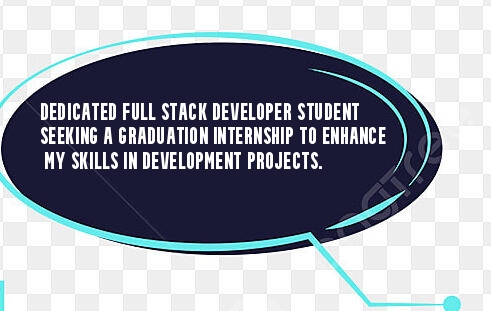 DEDICATED FULL STACK DEVELOPER STUDENT
SEEKING A GRADUATION INTERNSHIP TO ENHANCE
MY SKILLS IN DEVELOPMENT PROJECTS.